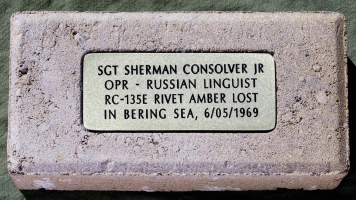 SGT SHERMAN CONSOLVER JR
OPR - RUSSIAN LINGUIST
RC-135E RIVET AMBER LOST
IN BERING SEA, 6/05/1969